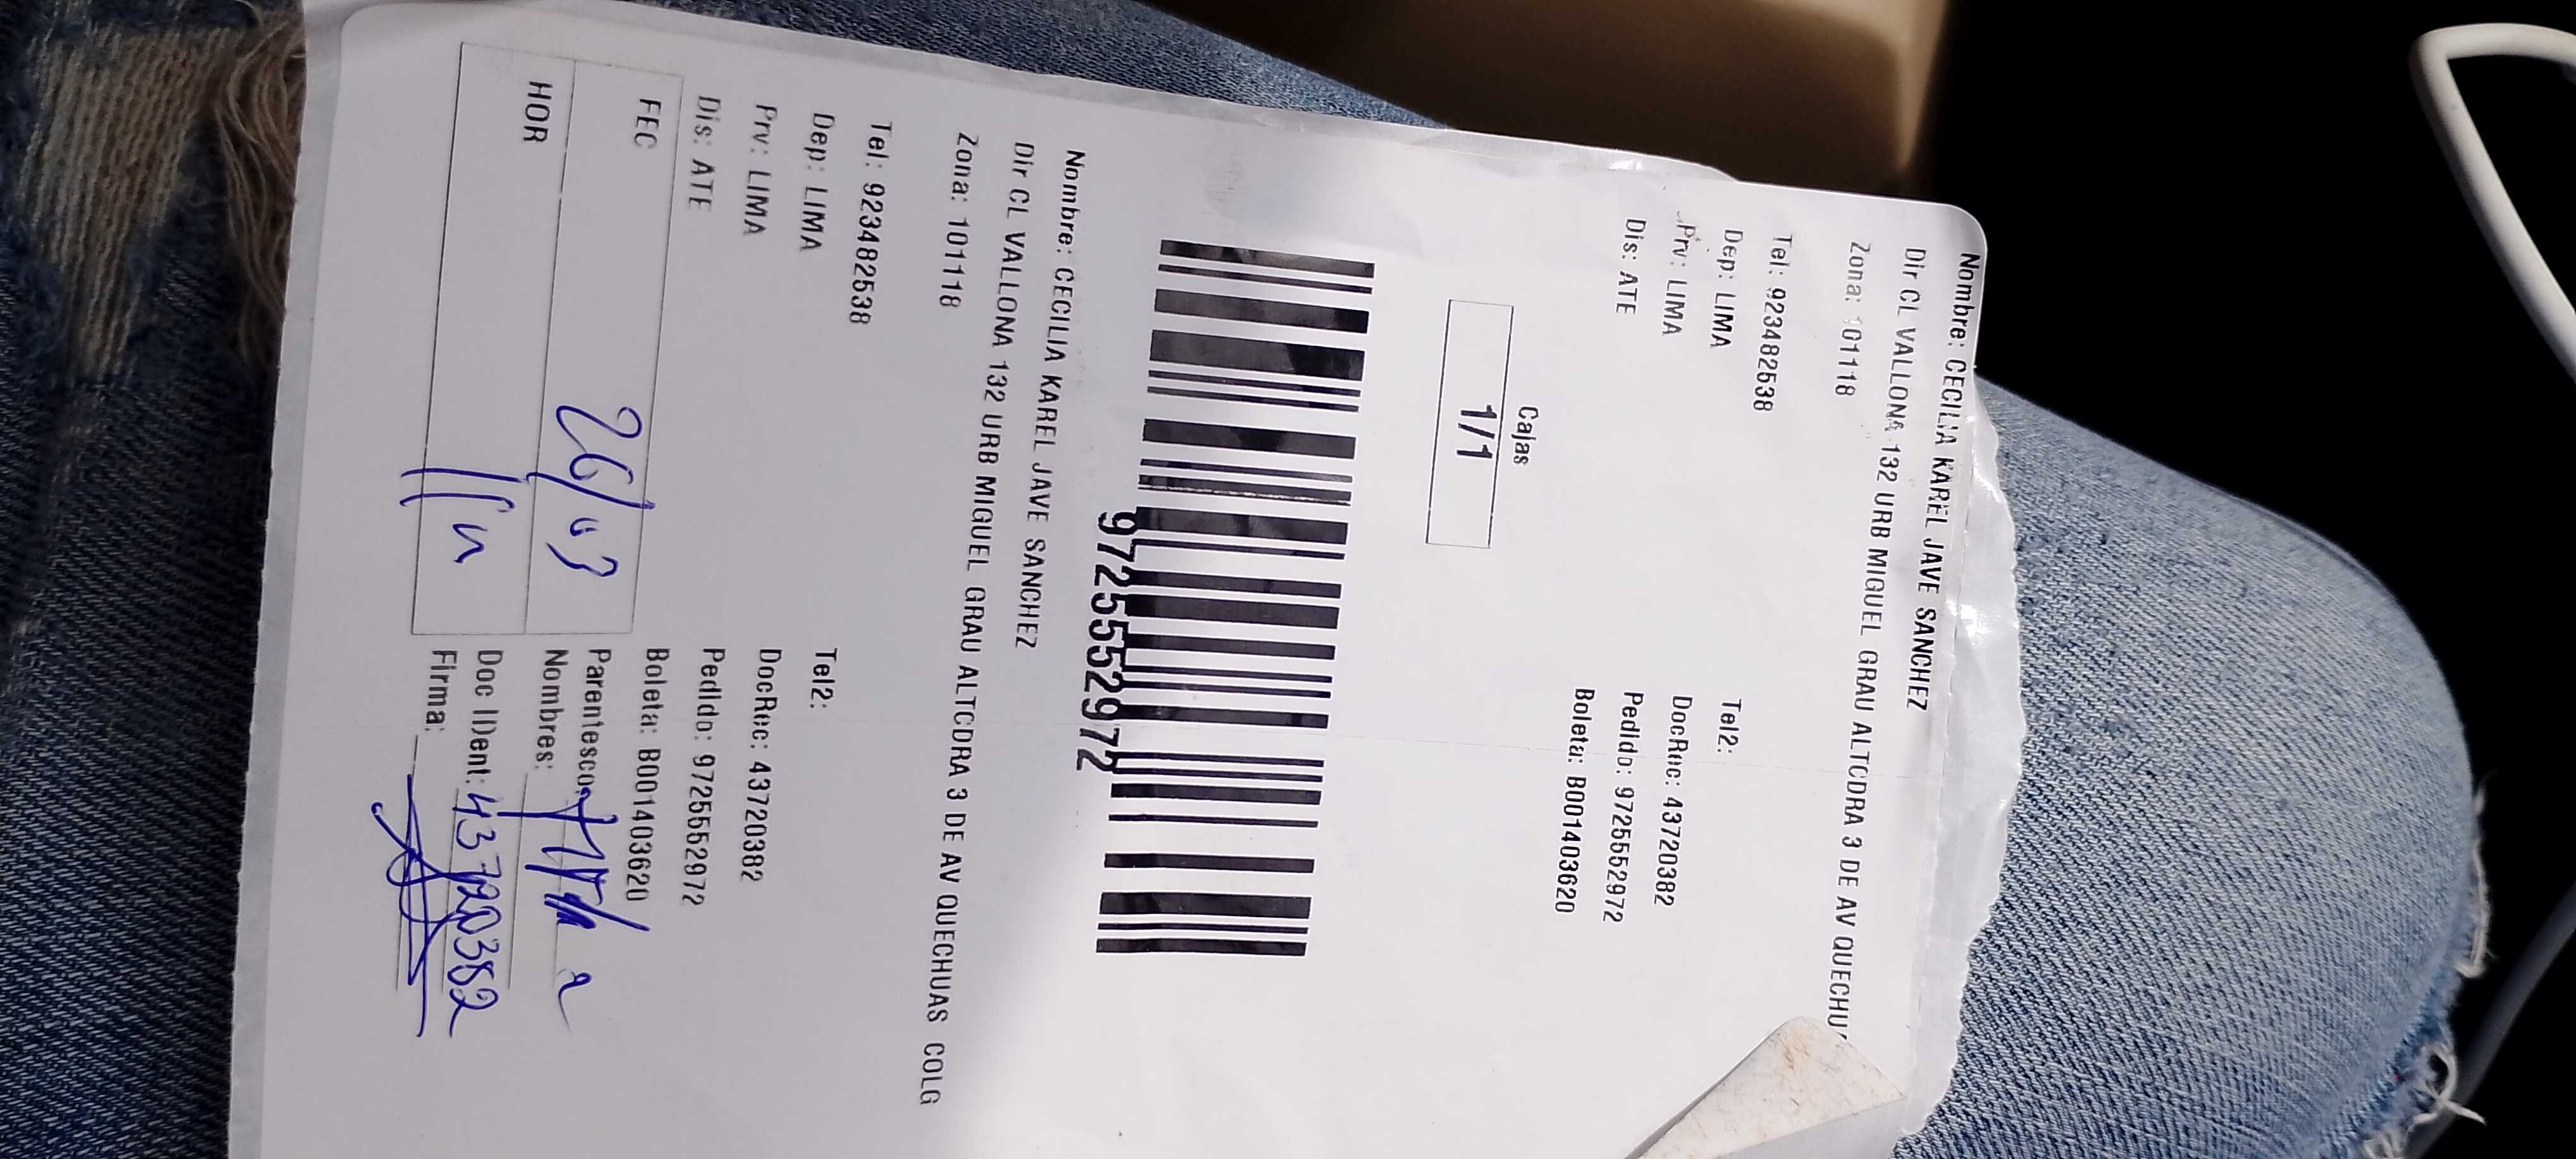 Nombre: CECILIA KAREL JAVE SANCHEZ
Dir CL VALLONA 132 URB MIGUEL GRAU ALTCDRA 3 DE AV QUECHU
Zona: 101118
Tel: 923482538
Tel2:
Dep: LIMA
DocRec: 43720382
Prv: LIMA
Pedido: 9725552972
Dis: ATE
Boleta: B001403620
Cajas
1/1
9725552972
Nombre: CECILIA KAREL JAVE SANCHEZ
Dir CL VALLONA 132 URB MIGUEL GRAU ALTCDRA 3 DE AV QUECHUAS COLG
Zona: 101118
Tel: 923482538
Tel2:
Dep: LIMA
DocRec: 43720382
Prv: LIMA
Pedido: 9725552972
Dis: ATE
Boleta: B001403620
FEC 26/03
Parentesco:
Nombres:
HOR
Doc IDent: 43720382
Firma: